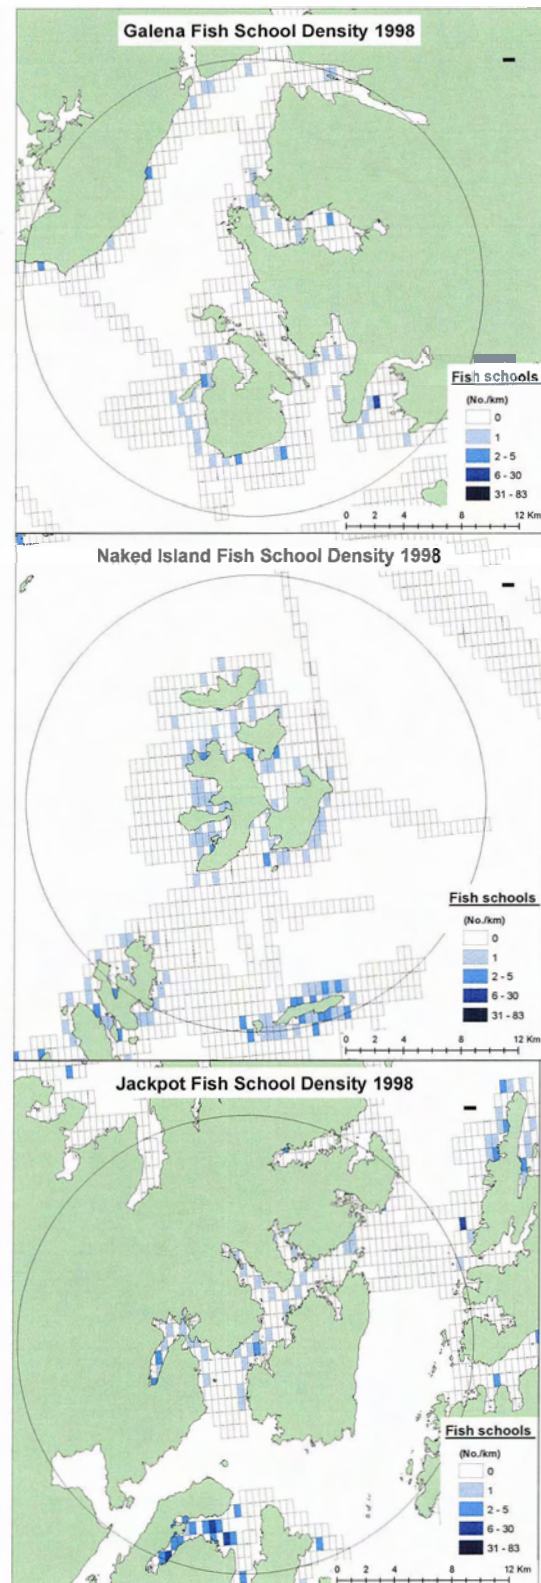 Galena Fish School Density 1998
Fish schools
(No./km)
0
1
2 - 5
6 - 30
31 - 83
0 2 4 8 12 Km
Naked Island Fish School Density 1998
Fish schools
(No./km)
0
1
2 - 5
6 - 30
31 - 83
0 2 4 8 12 Km
Jackpot Fish School Density 1998
Fish schools
(No./km)
0
1
2 - 5
6 - 30
31 - 83
0 2 4 8 12 Km